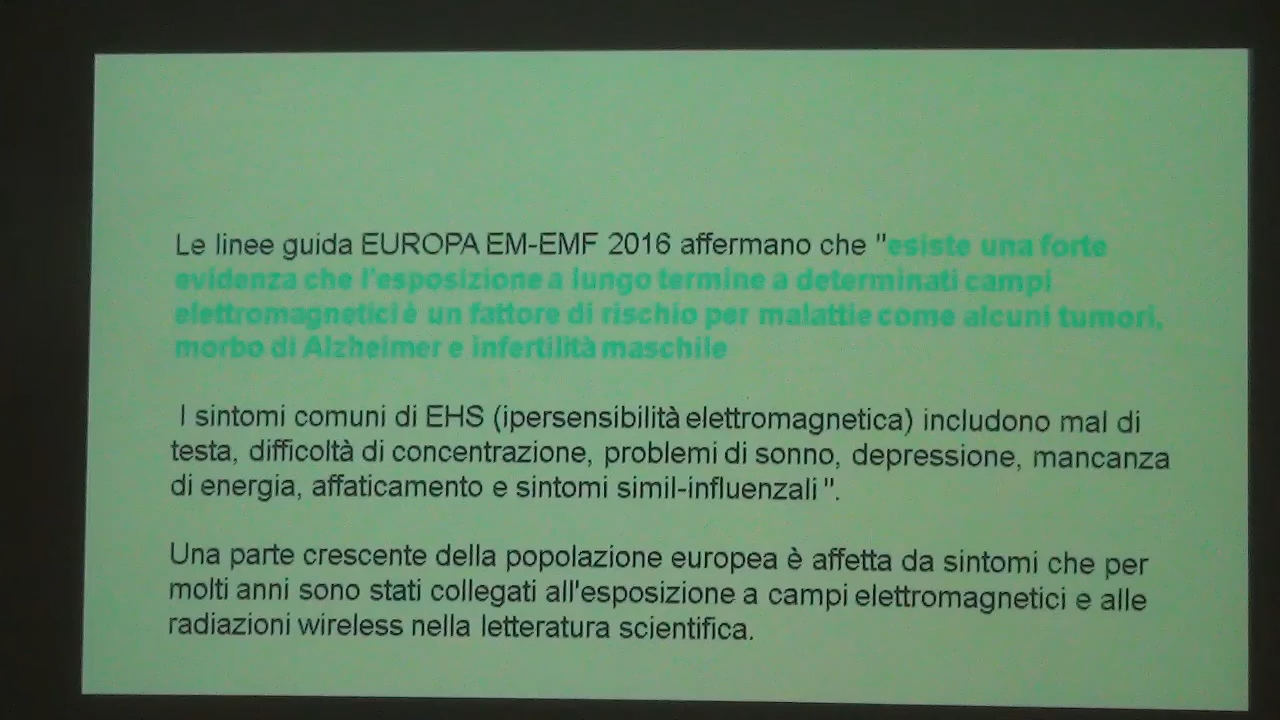 Le linee guida EUROPA EM-EMF 2016 affermano che "esiste una forte
evidenza che l'esposizione a lungo termine a determinati campi
elettromagnetici è un fattore di rischio per malattie come alcuni tumori,
morbo di Alzheimer e infertilità maschile
I sintomi comuni di EHS (ipersensibilità elettromagnetica) includono mal di
testa, difficoltà di concentrazione, problemi di sonno, depressione, mancanza
di energia, affaticamento e sintomi simil-influenzali ".
Una parte crescente della popolazione europea è affetta da sintomi che per
molti anni sono stati collegati all'esposizione a campi elettromagnetici e alle
radiazioni wireless nella letteratura scientifica.